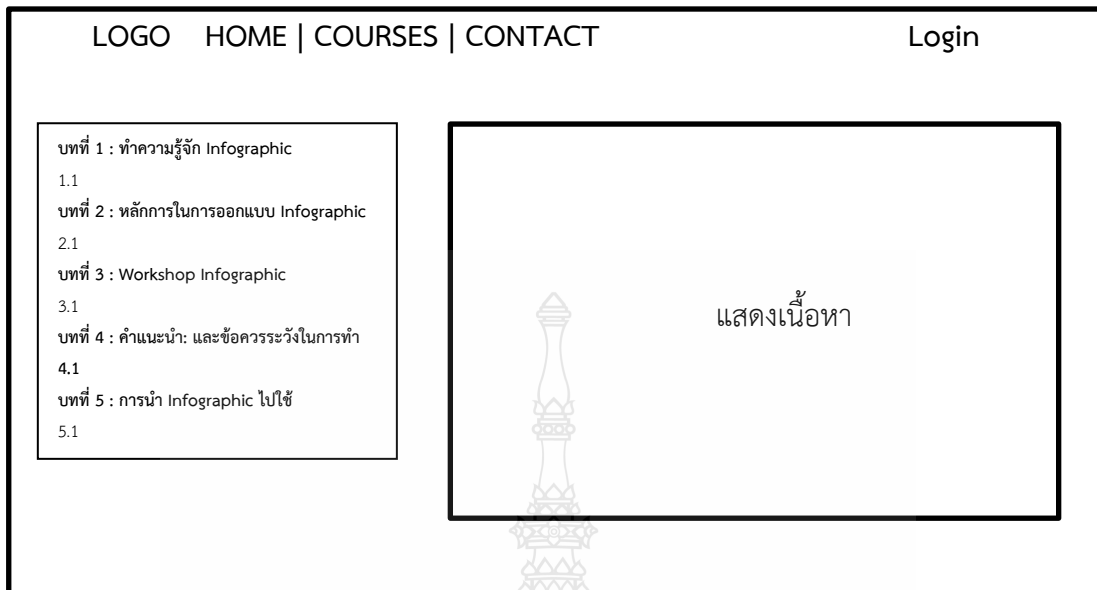 LOGO HOME | COURSES | CONTACT Login
บทที่ 1 : ทำความรู้จัก Infographic
1.1
บทที่ 2 : หลักการในการออกแบบ Infographic
2.1
บทที่ 3 : Workshop Infographic
3.1
บทที่ 4 : คำแนะนำ: และข้อควรระวังในการทำ
4.1
บทที่ 5 : การนำ Infographic ไปใช้
5.1
แสดงเนื้อหา